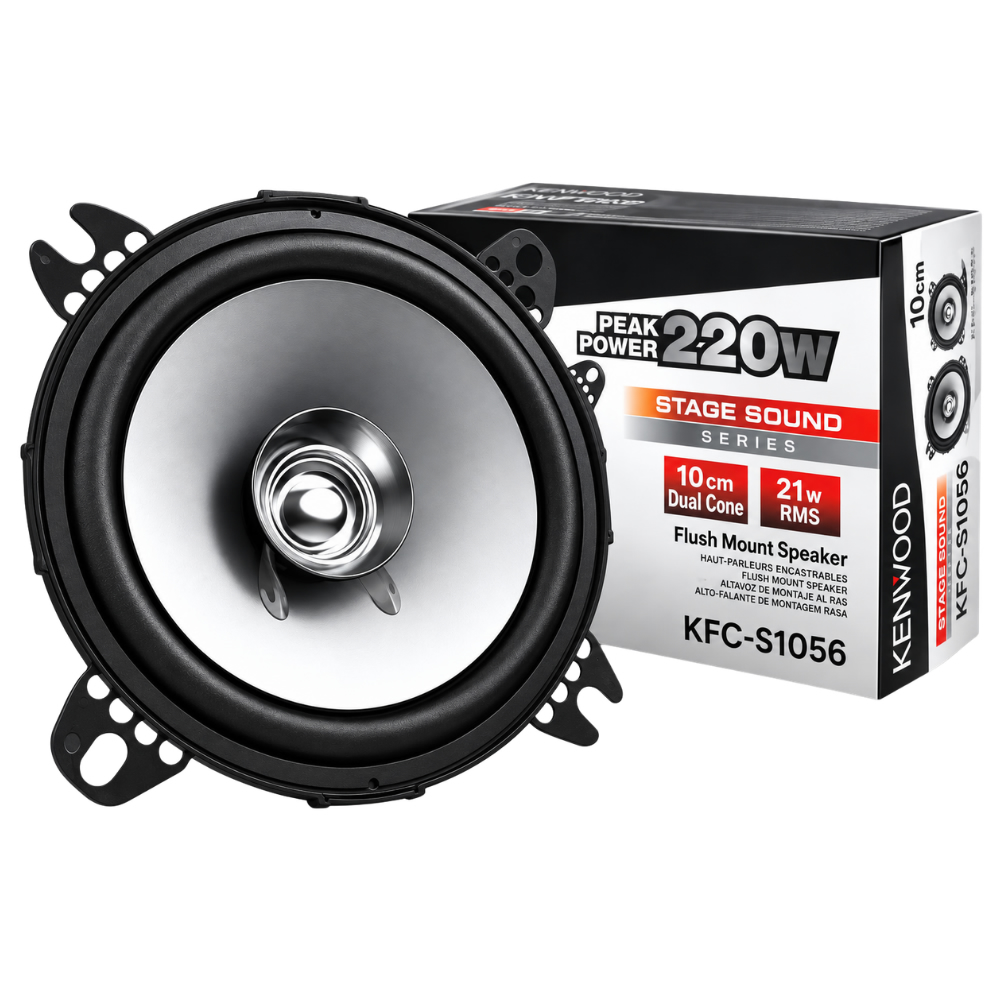 KENWOOD
PEAK
POWER 220W
STAGE SOUND
SERIES
10cm
Dual Cone
21w
RMS
Flush Mount Speaker
HAUT-PARLEURS ENCASTRABLES
FLUSH MOUNT SPEAKER
ALTAVOZ DE MONTAJE AL RAS
ALTO-FALANTE DE MONTAGEM RASA
KFC-S1056
10cm
KENWOOD
STAGE SOUND
KFC-S1056